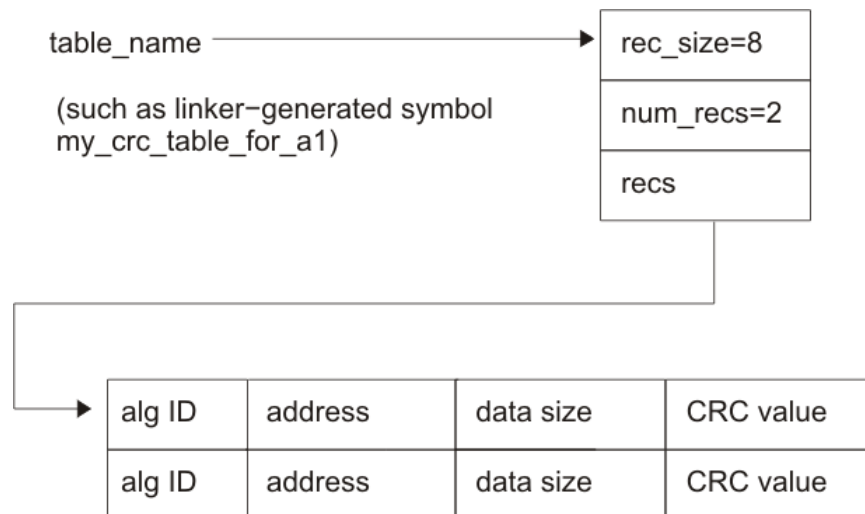 table_name
rec_size=8
(such as linker−generated symbol
my_crc_table_for_a1)
num_recs=2
recs
alg ID address data size CRC value
alg ID address data size CRC value